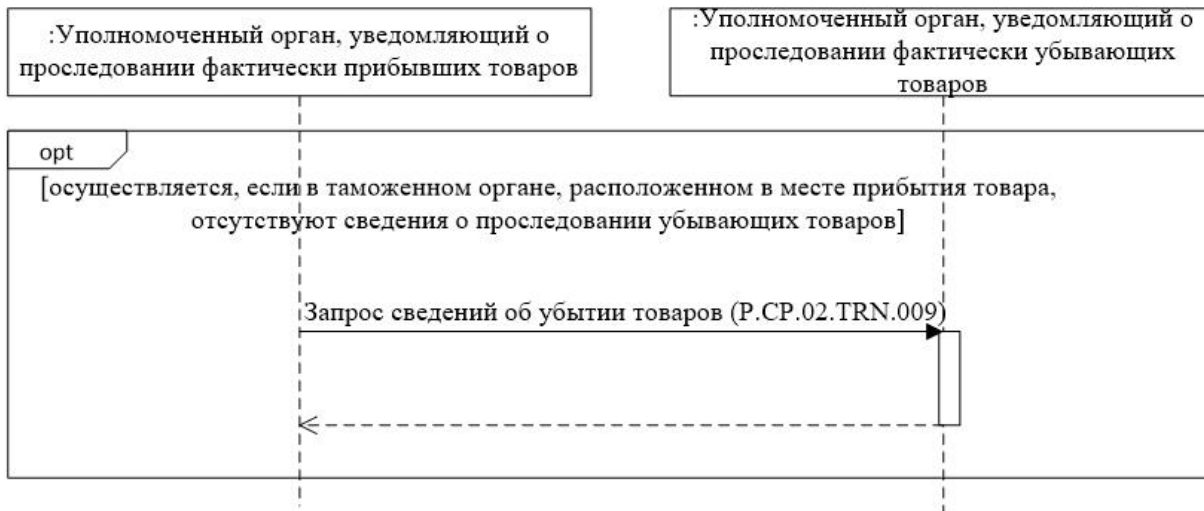 :Уполномоченный орган, уведомляющий о
проследовании фактически прибывших товаров
:Уполномоченный орган, уведомляющий о
проследовании фактически убывающих
товаров
opt
[осуществляется, если в таможенном органе, расположенном в месте прибытия товара,
отсутствуют сведения о проследовании убывающих товаров]
Запрос сведений об убытии товаров (P.CP.02.TRN.009)